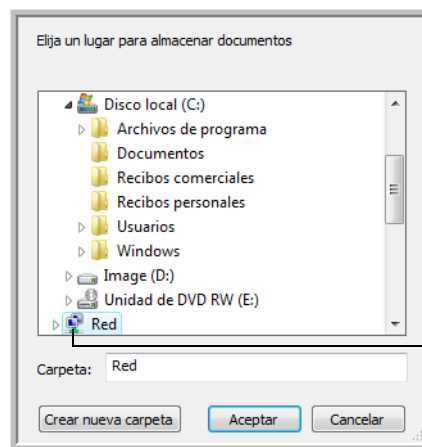 Elija un lugar para almacenar documentos
Disco local (C:)
Archivos de programa
Documentos
Recibos comerciales
Recibos personales
Usuarios
Windows
Image (D:)
Unidad de DVD RW (E:)
Red
Carpeta: Red
Crear nueva carpeta Aceptar Cancelar